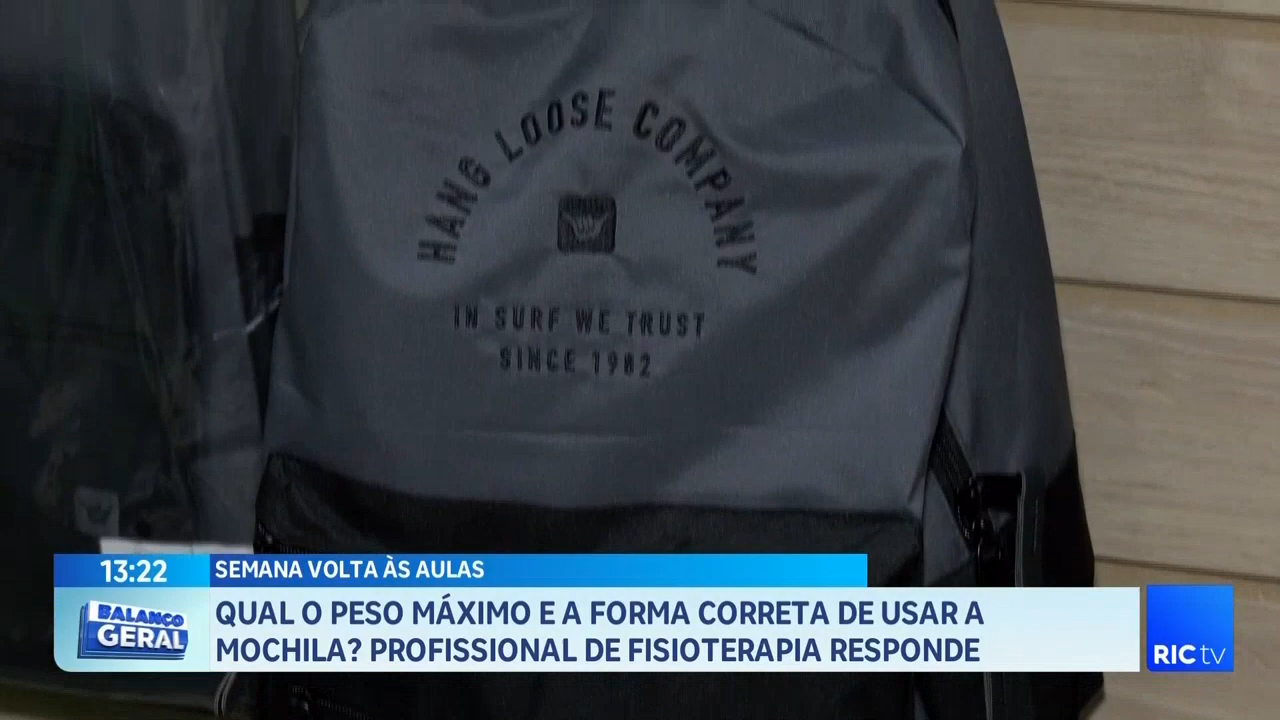 HANG LOOSE COMPANY
IN SURF WE TRUST
SINCE 1982
13:22
SEMANA VOLTA ÀS AULAS
BALANÇO
GERAL
QUAL O PESO MÁXIMO E A FORMA CORRETA DE USAR A
MOCHILA? PROFISSIONAL DE FISIOTERAPIA RESPONDE
RIC tv